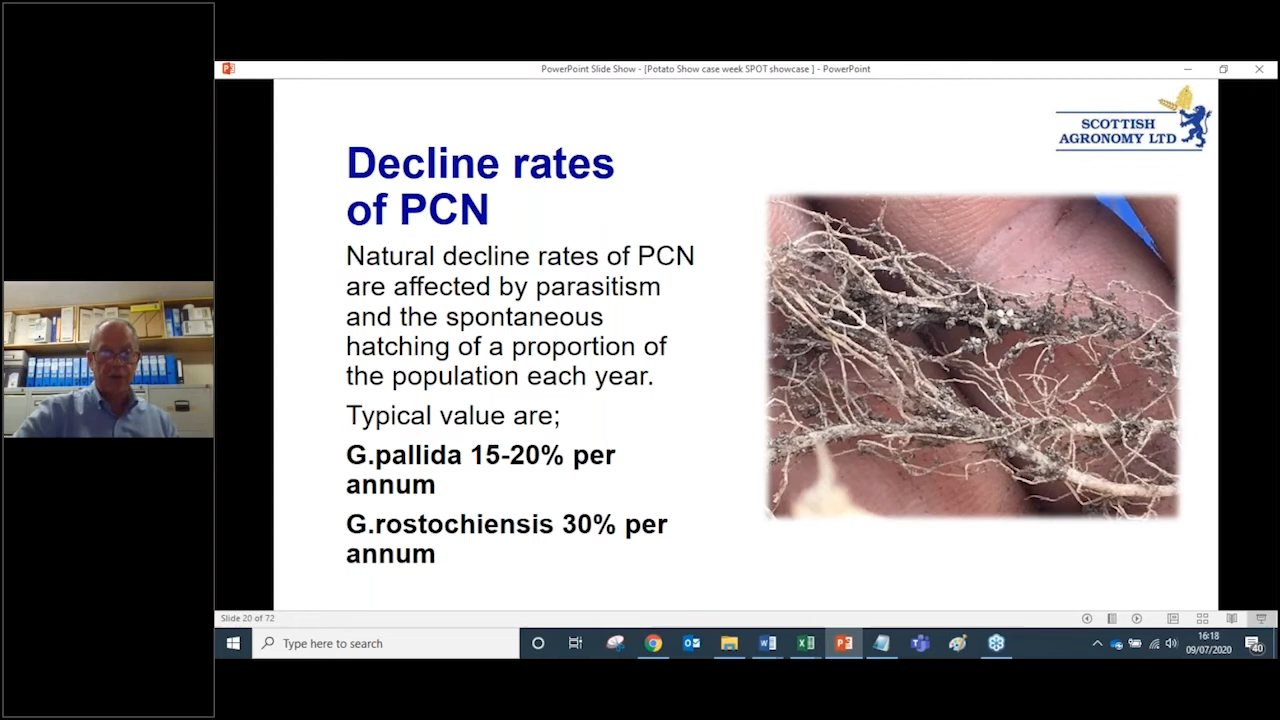 PowerPoint Slide Show - [Potato Show case week SPOT showcase ] - PowerPoint
SCOTTISH
AGRONOMY LTD
Decline rates
of PCN
Natural decline rates of PCN
are affected by parasitism
and the spontaneous
hatching of a proportion of
the population each year.
Typical value are;
G.pallida 15-20% per
annum
G.rostochiensis 30% per
annum
Slide 20 of 72
Type here to search
16:18
09/07/2020
40